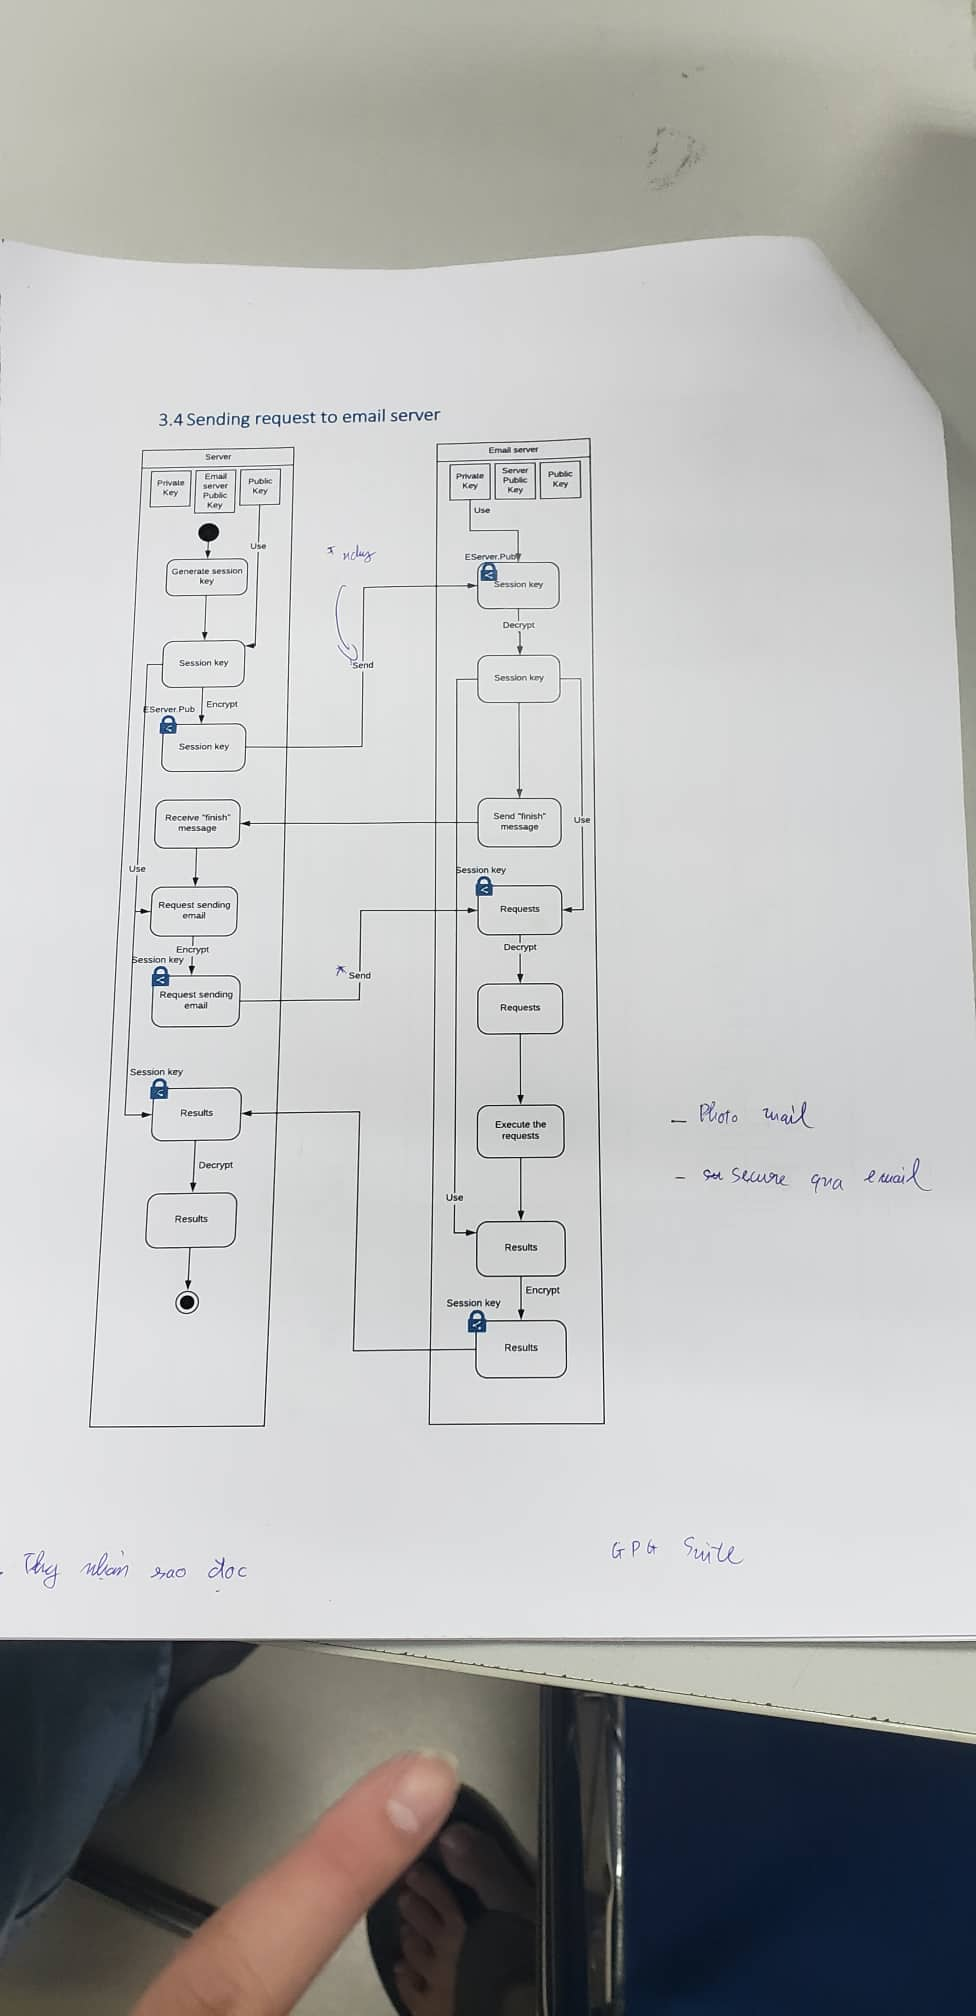 3.4 Sending request to email server
Server
Private
Key
Email
server
Public
Key
Public
Key
Use
Generate session
key
Session key
EServer.Pub
Encrypt
Session key
Send
Receive "finish"
message
Use
Request sending
email
Encrypt
Session key
Request sending
email
Send
Session key
Results
Decrypt
Results
Email server
Private
Key
Server
Public
Key
Public
Key
Use
EServer.Pub
Session key
Decrypt
Session key
Send "finish"
message
Use
Session key
Requests
Decrypt
Requests
Execute the
requests
Use
Results
Encrypt
Session key
Results
- Photo mail
- secure qua email
nhận sao đọc
GPG Suite